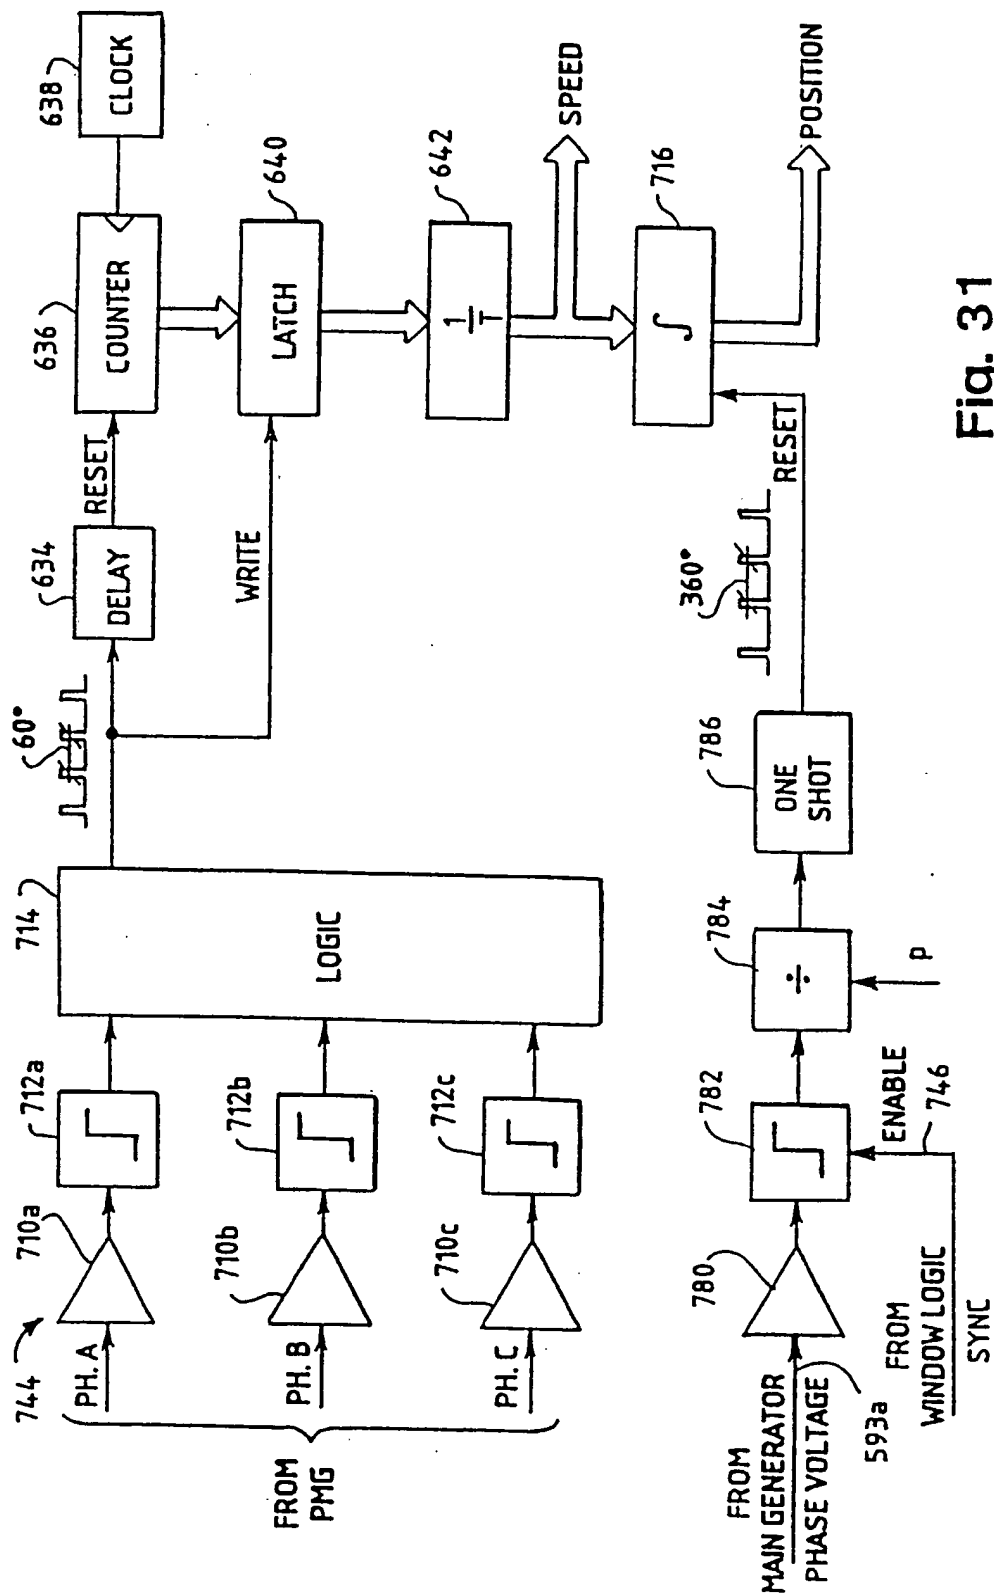 744
FROM
PMG
PH. A
PH. B
PH. C
710a
710b
710c
712a
712b
712c
714
LOGIC
60°
634
DELAY
RESET
636
COUNTER
638
CLOCK
WRITE
640
LATCH
642
1
T
SPEED
716
∫
POSITION
FROM
MAIN GENERATOR
PHASE VOLTAGE
593a
780
782
FROM
WINDOW LOGIC
SYNC
ENABLE
746
784
÷
P
786
ONE
SHOT
360°
RESET
Fig. 31